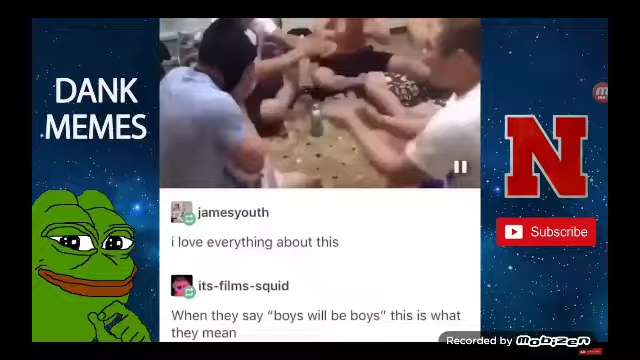 DANK
MEMES
N
Subscribe
jamesyouth
i love everything about this
its-films-squid
When they say “boys will be boys” this is what
they mean
Recorded by MOBIZEN